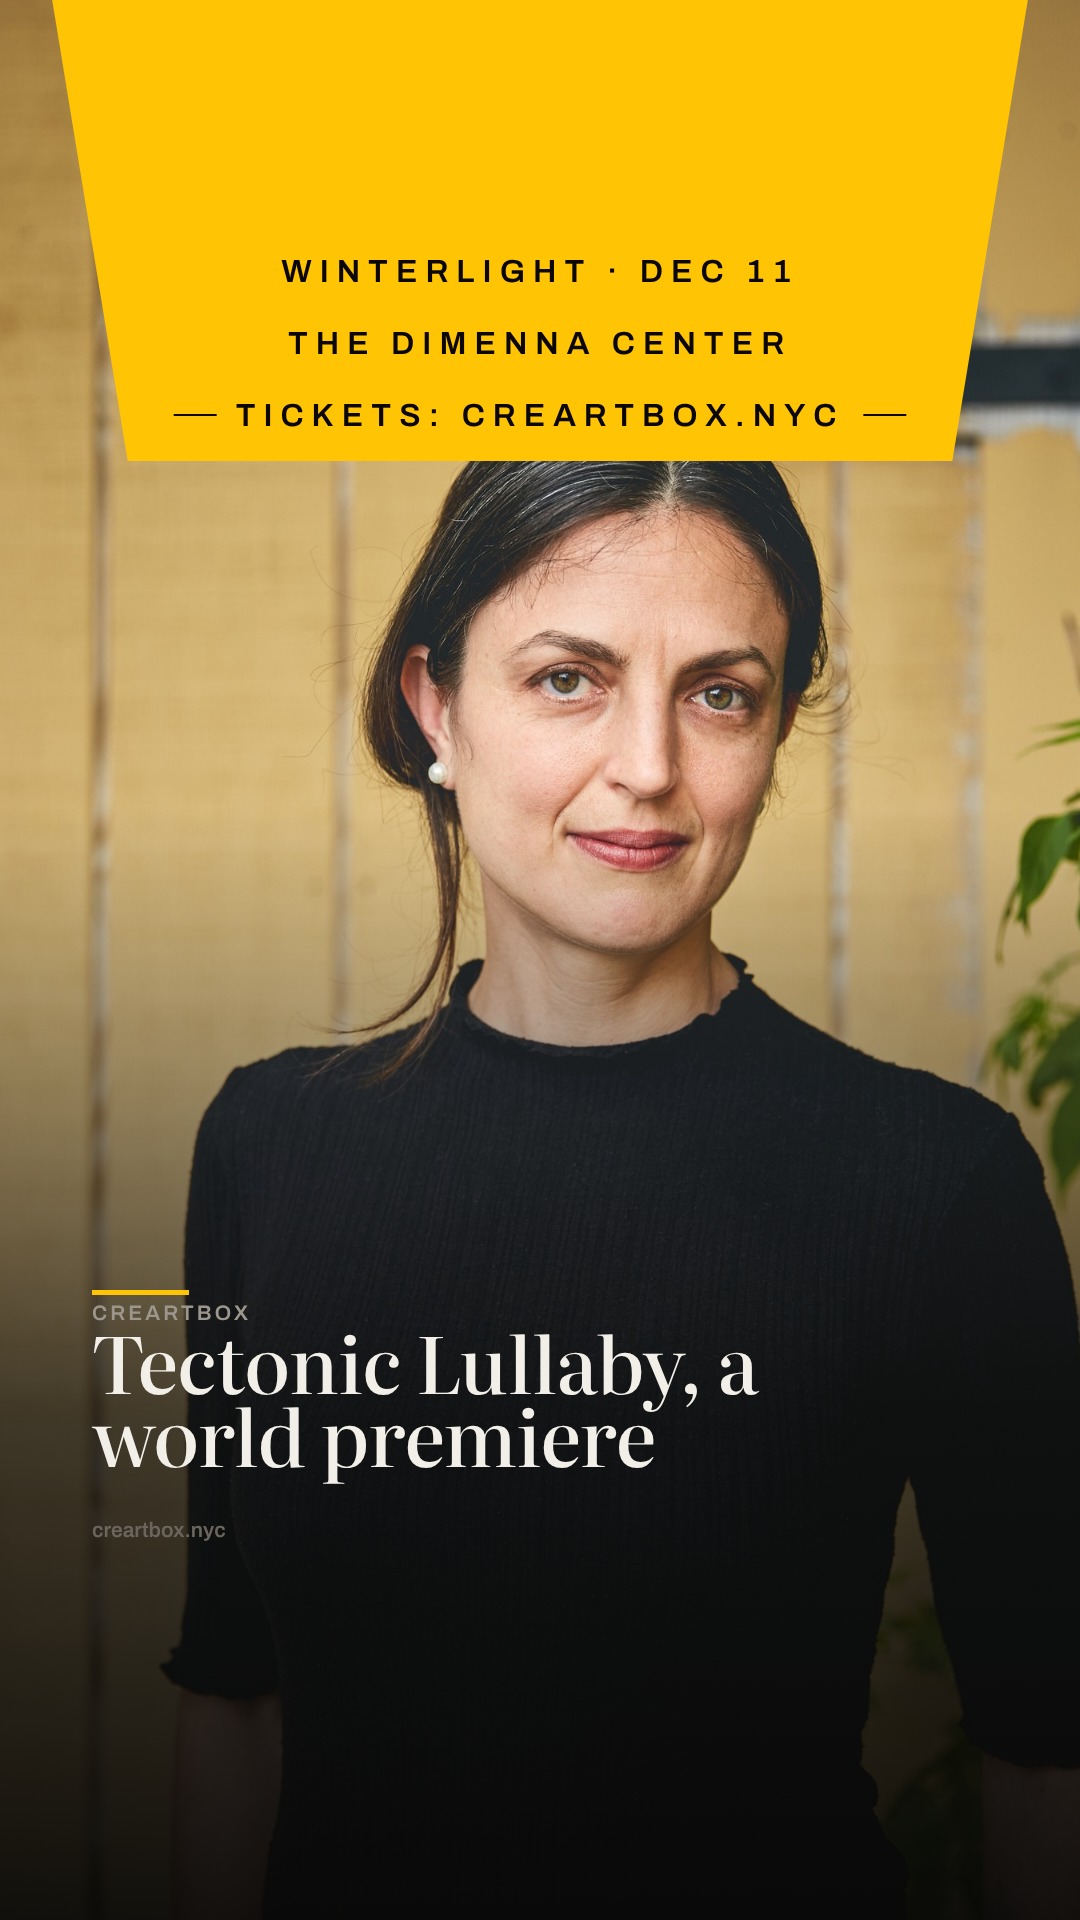 WINTERLIGHT · DEC 11
THE DIMENNA CENTER
TICKETS: CREARTBOX.NYC
CREARTBOX
Tectonic Lullaby, a
world premiere
creartbox.nyc